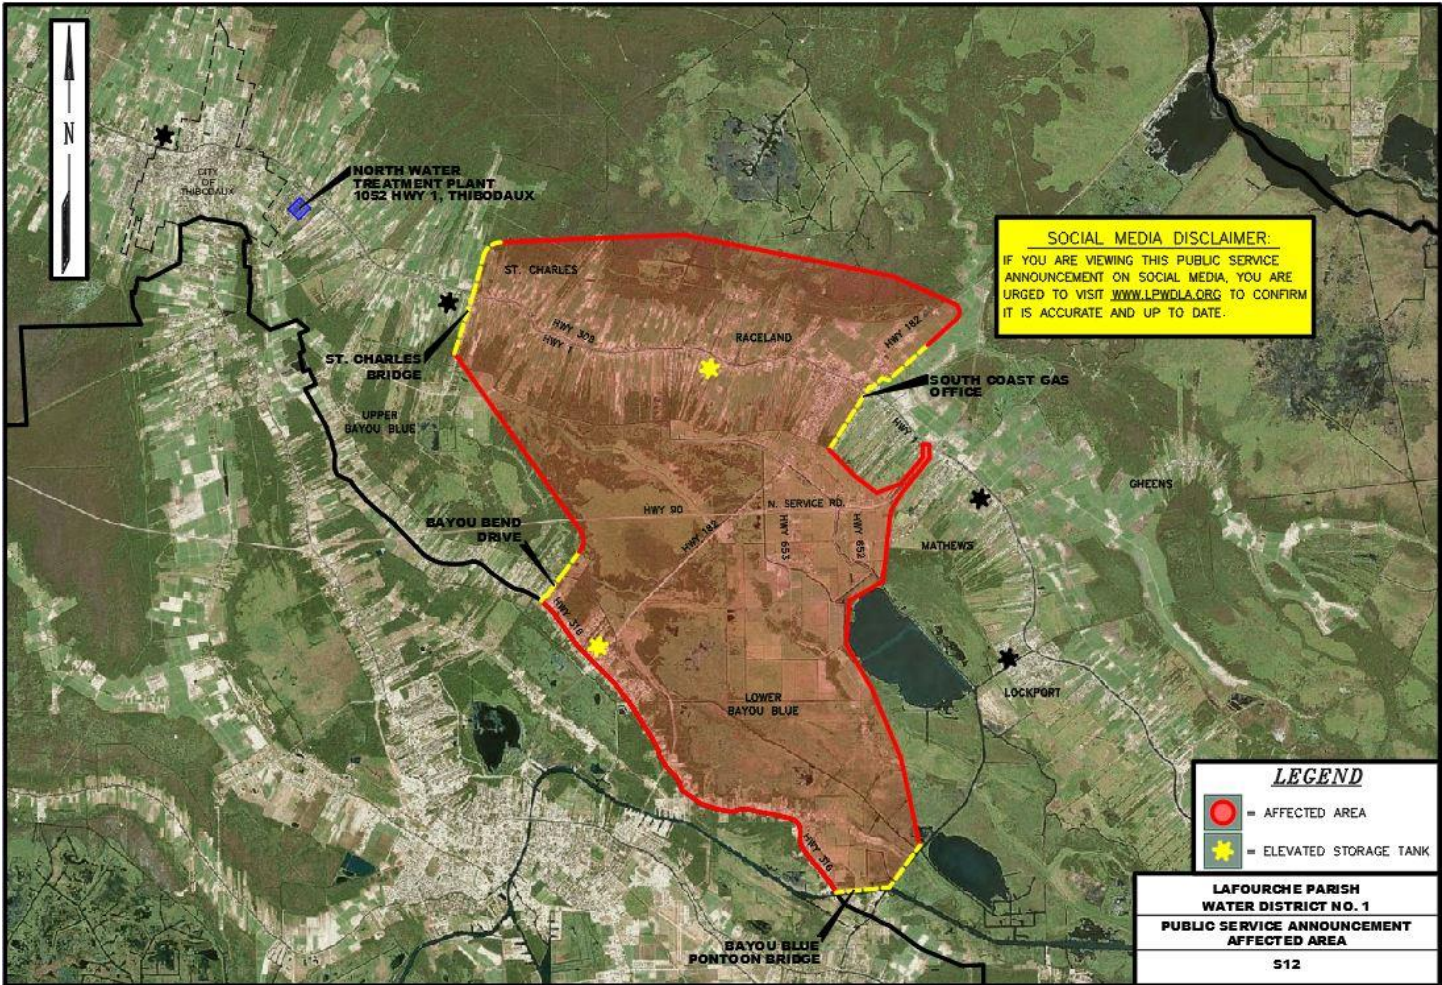 N
CITY
OF
THIBODAUX
NORTH WATER
TREATMENT PLANT
1052 HWY 1, THIBODAUX
SOCIAL MEDIA DISCLAIMER:
IF YOU ARE VIEWING THIS PUBLIC SERVICE
ANNOUNCEMENT ON SOCIAL MEDIA, YOU ARE
URGED TO VISIT WWW.LPWDLA.ORG TO CONFIRM
IT IS ACCURATE AND UP TO DATE.
ST. CHARLES
HWY 308
HWY 1
RACELAND
HWY 182
ST. CHARLES
BRIDGE
SOUTH COAST GAS
OFFICE
UPPER
BAYOU BLUE
HWY 1
GHEENS
HWY 90
N. SERVICE RD.
HWY 182
HWY 653
HWY 652
BAYOU BEND
DRIVE
MATHEWS
HWY 316
LOCKPORT
LOWER
BAYOU BLUE
HWY 316
BAYOU BLUE
PONTOON BRIDGE
LEGEND
= AFFECTED AREA
= ELEVATED STORAGE TANK
LAFOURCHE PARISH
WATER DISTRICT NO. 1
PUBLIC SERVICE ANNOUNCEMENT
AFFECTED AREA
S12